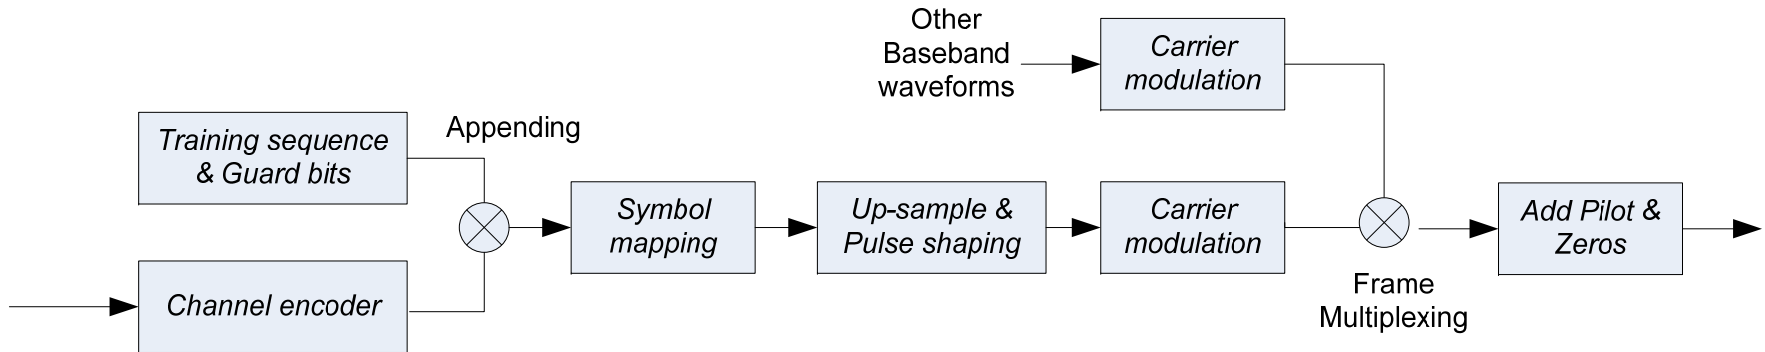 Other
Baseband
waveforms
Carrier
modulation
Training sequence
& Guard bits
Appending
Symbol
mapping
Up-sample &
Pulse shaping
Carrier
modulation
Add Pilot &
Zeros
Channel encoder
Frame
Multiplexing